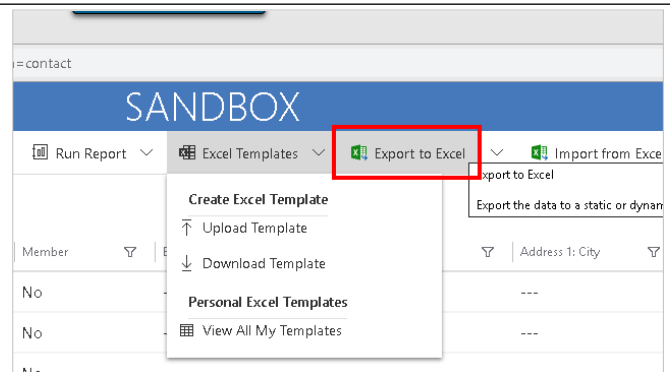 =contact
SANDBOX
Run Report Excel Templates Export to Excel Import from Exce
xport to Excel
Export the data to a static or dynam
Create Excel Template
Upload Template
Download Template
Personal Excel Templates
View All My Templates
Member E Address 1: City
No - ---
No - ---
No